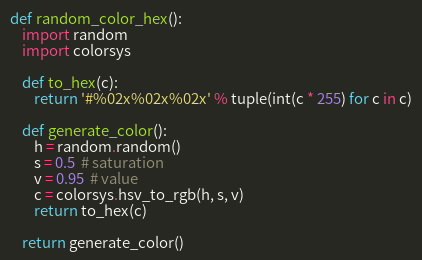 def random_color_hex():
    import random
    import colorsys

    def to_hex(c):
        return '#%02x%02x%02x' % tuple(int(c * 255) for c in c)

    def generate_color():
        h = random.random()
        s = 0.5  # saturation
        v = 0.95  # value
        c = colorsys.hsv_to_rgb(h, s, v)
        return to_hex(c)

    return generate_color()